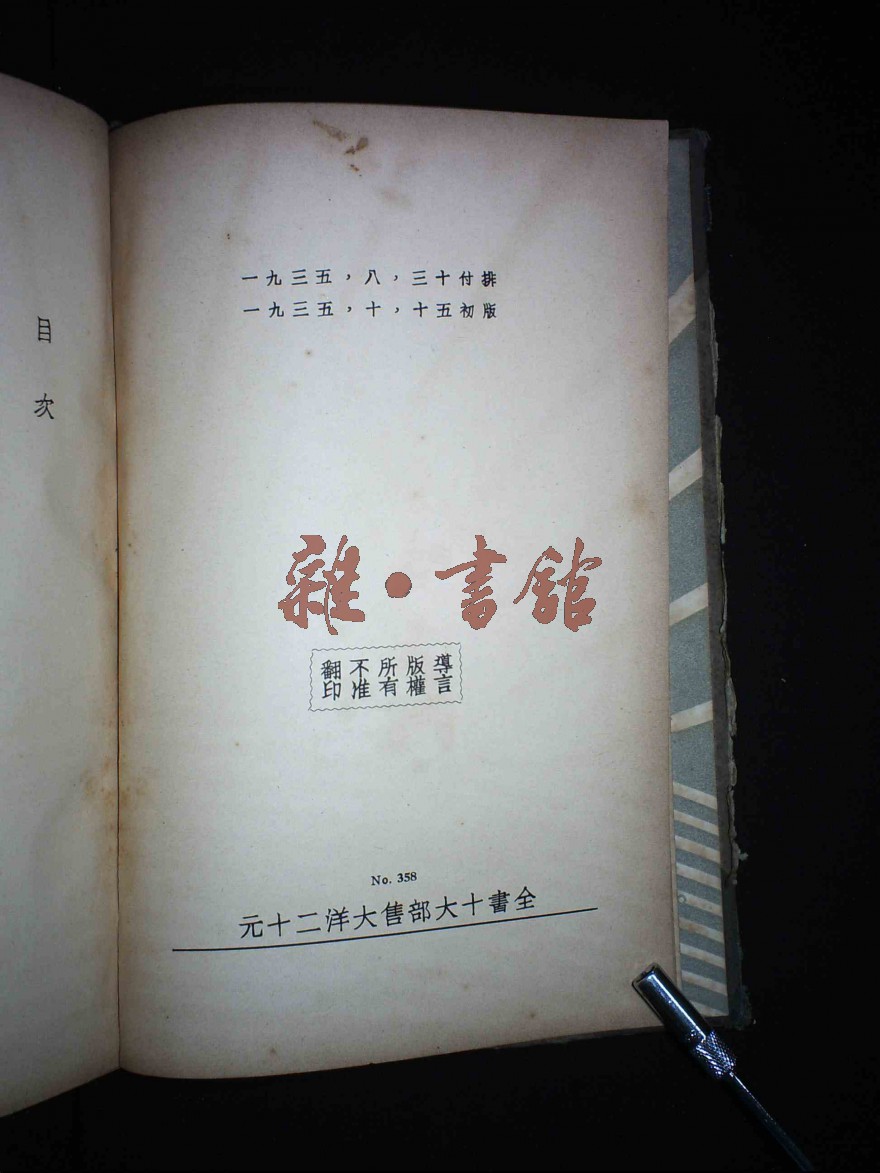 目次
一九三五，八，三十付排
一九三五，十，十五初版
雜•書館
導言
版權
所有
不准
翻印
No. 358
全書十大部售大洋二十元